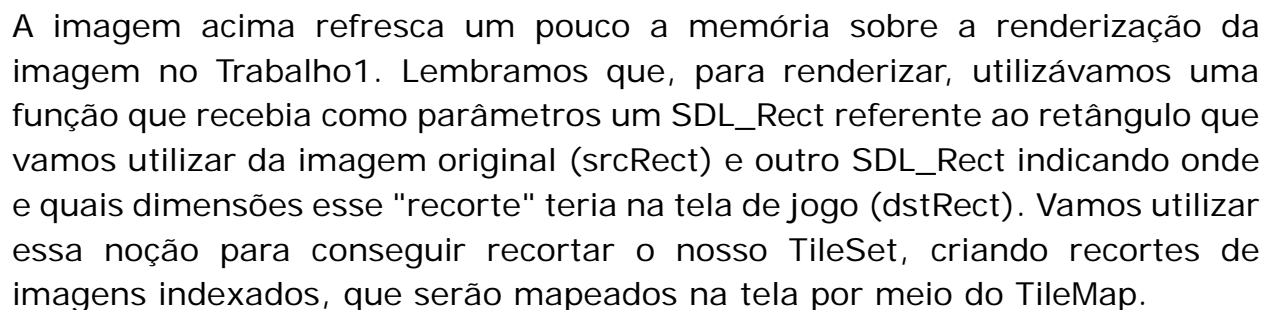 A imagem acima refresca um pouco a memória sobre a renderização da
imagem no Trabalho1. Lembramos que, para renderizar, utilizávamos uma
função que recebia como parâmetros um SDL_Rect referente ao retângulo que
vamos utilizar da imagem original (srcRect) e outro SDL_Rect indicando onde
e quais dimensões esse "recorte" teria na tela de jogo (dstRect). Vamos utilizar
essa noção para conseguir recortar o nosso TileSet, criando recortes de
imagens indexados, que serão mapeados na tela por meio do TileMap.